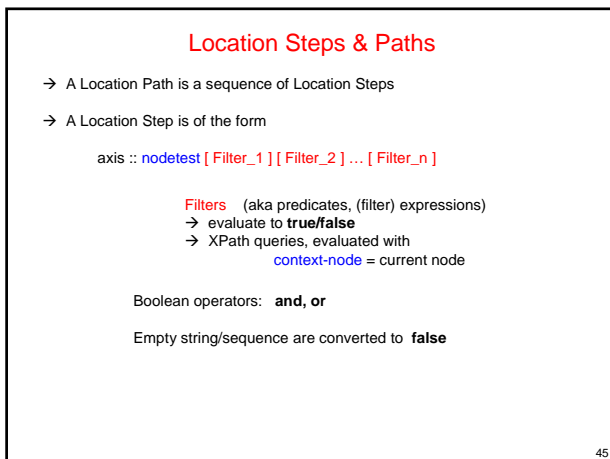 Location Steps & Paths
→ A Location Path is a sequence of Location Steps
→ A Location Step is of the form
axis :: nodetest [ Filter_1 ] [ Filter_2 ] … [ Filter_n ]
Filters (aka predicates, (filter) expressions)
→ evaluate to true/false
→ XPath queries, evaluated with
context-node = current node
Boolean operators: and, or
Empty string/sequence are converted to false
45